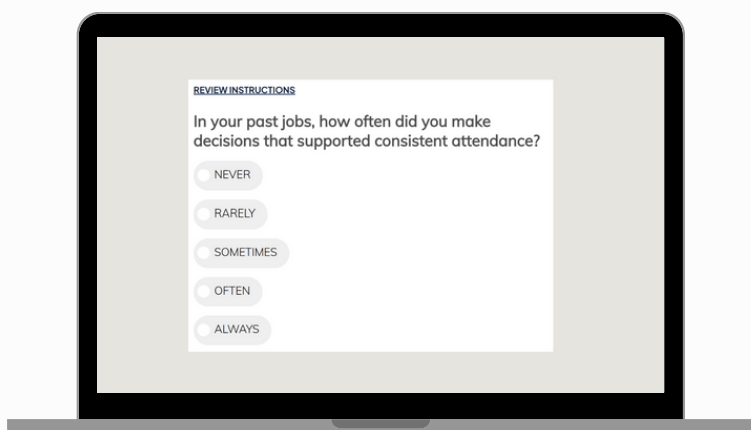 REVIEW INSTRUCTIONS
In your past jobs, how often did you make
decisions that supported consistent attendance?
NEVER
RARELY
SOMETIMES
OFTEN
ALWAYS